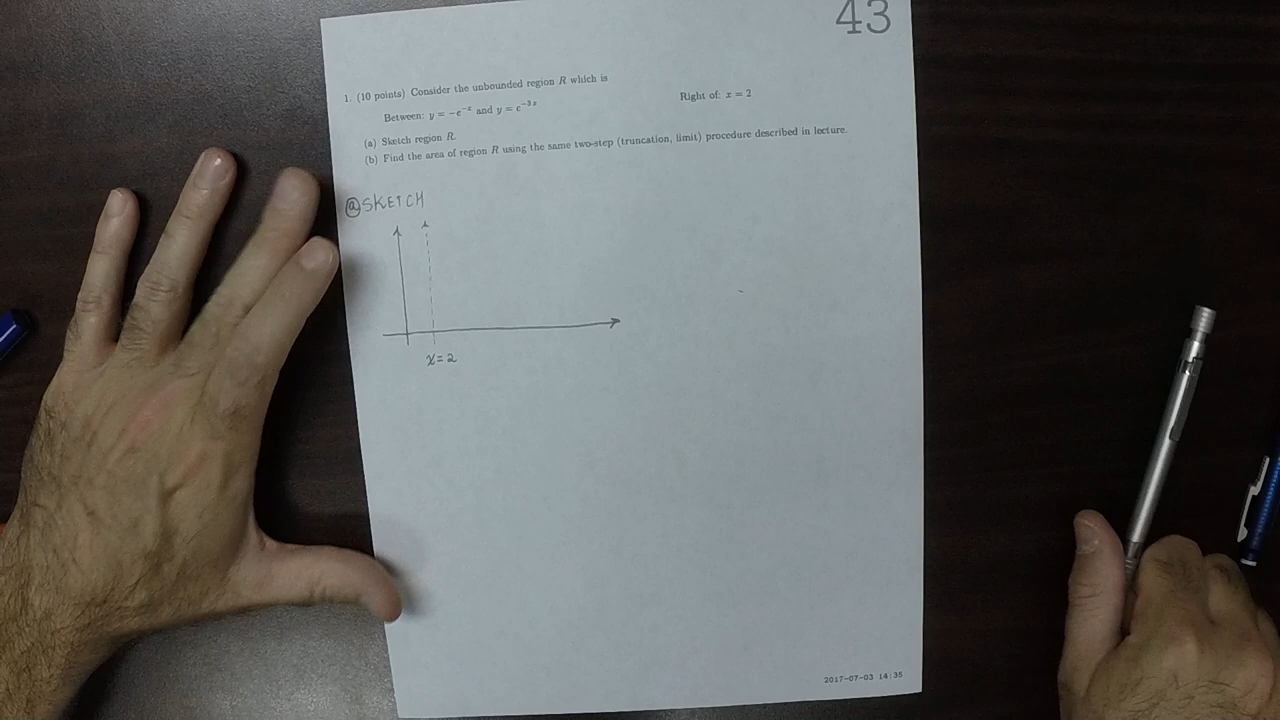 43
1. (10 points) Consider the unbounded region R which is
Between: y = −e^{−x} and y = e^{−3x} Right of: x = 2
(a) Sketch region R.
(b) Find the area of region R using the same two-step (truncation, limit) procedure described in lecture.
ⓐ SKETCH
x=2
2017-07-03 14:35